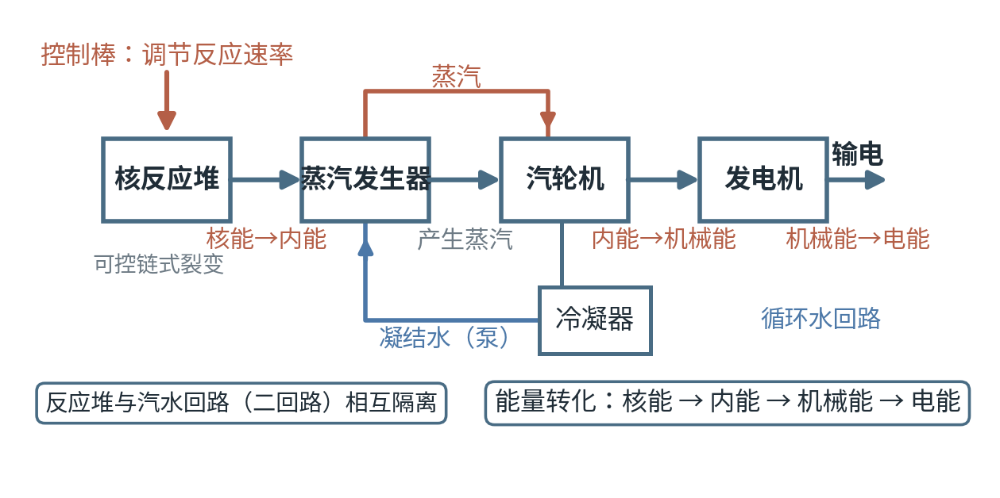 控制棒：调节反应速率
蒸汽
输电
核反应堆
蒸汽发生器
汽轮机
发电机
核能→内能
产生蒸汽
内能→机械能
机械能→电能
可控链式裂变
冷凝器
循环水回路
凝结水（泵）
反应堆与汽水回路（二回路）相互隔离
能量转化：核能 → 内能 → 机械能 → 电能